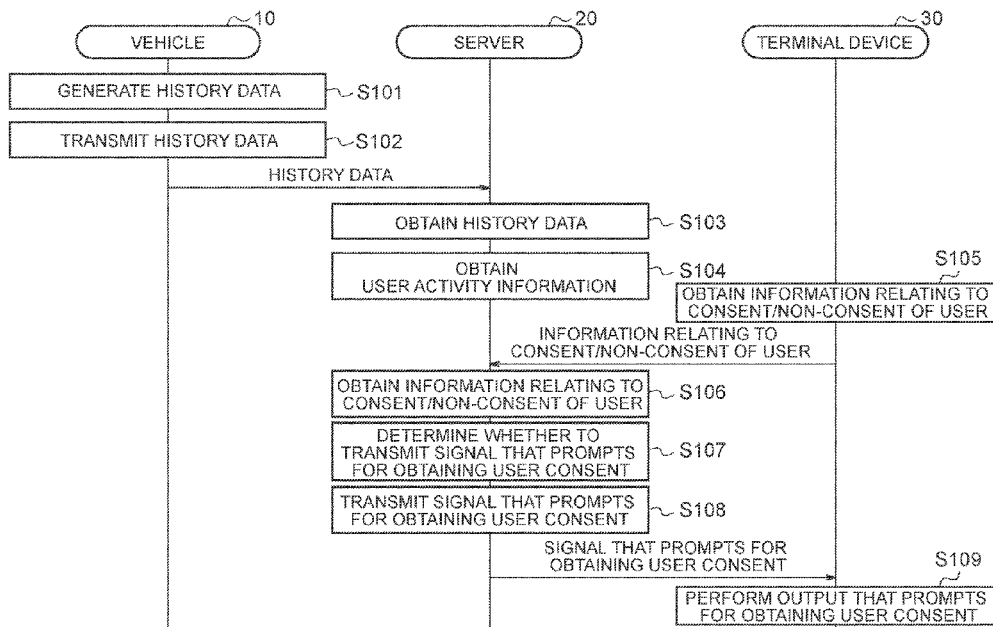 10
20
30
VEHICLE
SERVER
TERMINAL DEVICE
GENERATE HISTORY DATA
S101
TRANSMIT HISTORY DATA
S102
HISTORY DATA
OBTAIN HISTORY DATA
S103
OBTAIN
USER ACTIVITY INFORMATION
S104
S105
OBTAIN INFORMATION RELATING TO
CONSENT/NON-CONSENT OF USER
INFORMATION RELATING TO
CONSENT/NON-CONSENT OF USER
OBTAIN INFORMATION RELATING TO
CONSENT/NON-CONSENT OF USER
S106
DETERMINE WHETHER TO
TRANSMIT SIGNAL THAT PROMPTS
FOR OBTAINING USER CONSENT
S107
TRANSMIT SIGNAL THAT PROMPTS
FOR OBTAINING USER CONSENT
S108
SIGNAL THAT PROMPTS FOR
OBTAINING USER CONSENT
S109
PERFORM OUTPUT THAT PROMPTS
FOR OBTAINING USER CONSENT